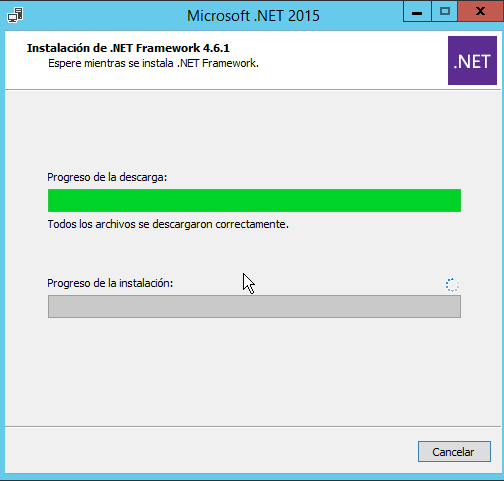 Microsoft .NET 2015
Instalación de .NET Framework 4.6.1
Espere mientras se instala .NET Framework.
.NET
Progreso de la descarga:
Todos los archivos se descargaron correctamente.
Progreso de la instalación:
Cancelar